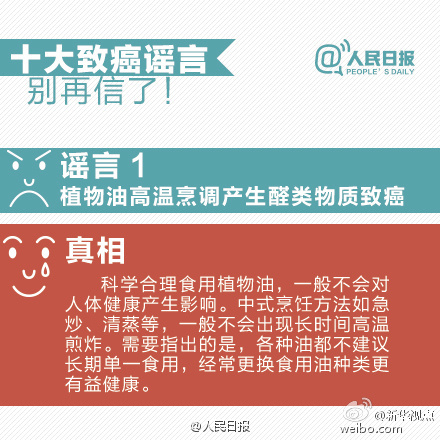 十大致癌谣言
别再信了！
@人民日报
PEOPLE'S DAILY
谣言 1
植物油高温烹调产生醛类物质致癌
真相
科学合理食用植物油，一般不会对
人体健康产生影响。中式烹饪方法如急
炒、清蒸等，一般不会出现长时间高温
煎炸。需要指出的是，各种油都不建议
长期单一食用，经常更换食用油种类更
有益健康。
@人民日报
@新华视点
weibo.com